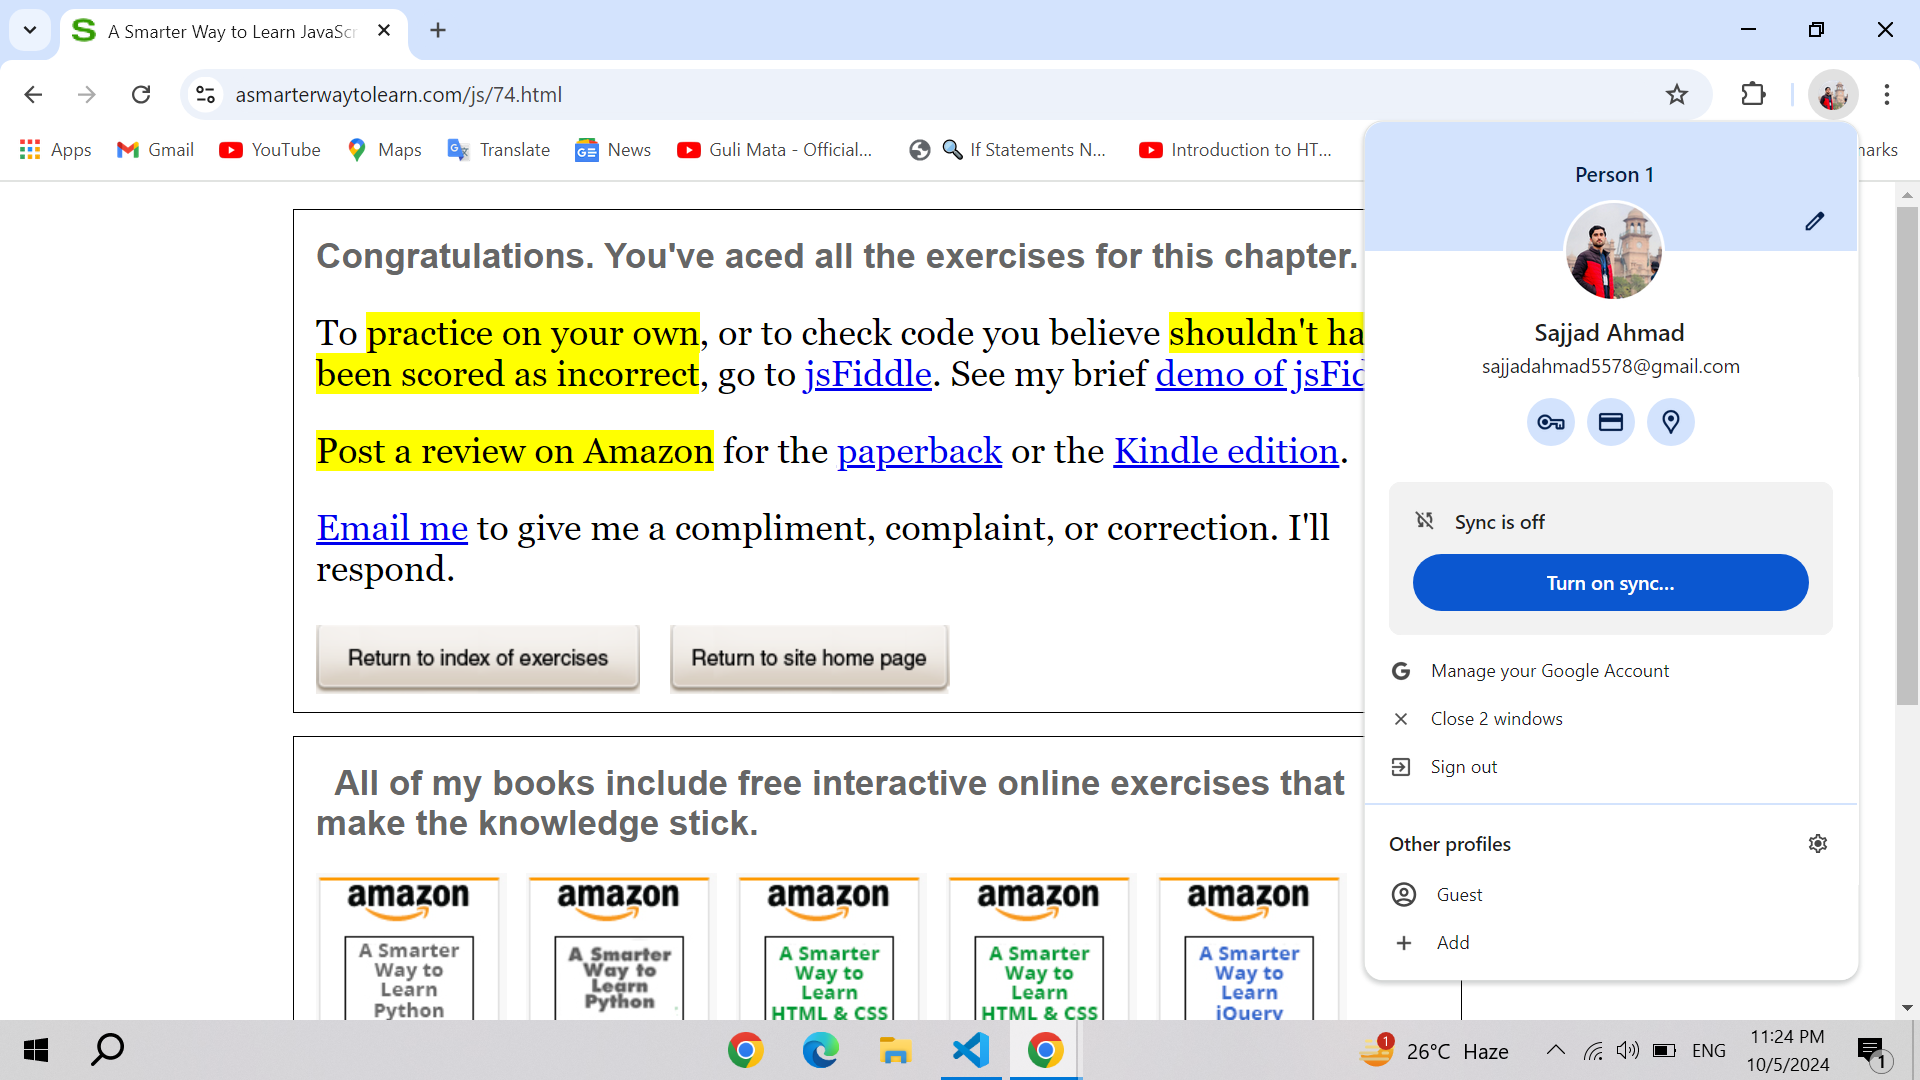 A Smarter Way to Learn JavaScr
asmarterwaytolearn.com/js/74.html
Apps
Gmail
YouTube
Maps
Translate
News
Guli Mata - Official...
If Statements N...
Introduction to HT...
Congratulations. You've aced all the exercises for this chapter.
To practice on your own, or to check code you believe shouldn't ha
been scored as incorrect, go to jsFiddle. See my brief demo of jsFid
Post a review on Amazon for the paperback or the Kindle edition.
Email me to give me a compliment, complaint, or correction. I'll
respond.
Return to index of exercises
Return to site home page
All of my books include free interactive online exercises that
make the knowledge stick.
amazon
A Smarter
Way to
Learn
Python
amazon
A Smarter
Way to
Learn
Python
amazon
A Smarter
Way to
Learn
HTML & CSS
amazon
A Smarter
Way to
Learn
HTML & CSS
amazon
A Smarter
Way to
Learn
jQuery
Person 1
Sajjad Ahmad
sajjadahmad5578@gmail.com
Sync is off
Turn on sync...
Manage your Google Account
Close 2 windows
Sign out
Other profiles
Guest
Add
1
26°C Haze
ENG
11:24 PM
10/5/2024
1